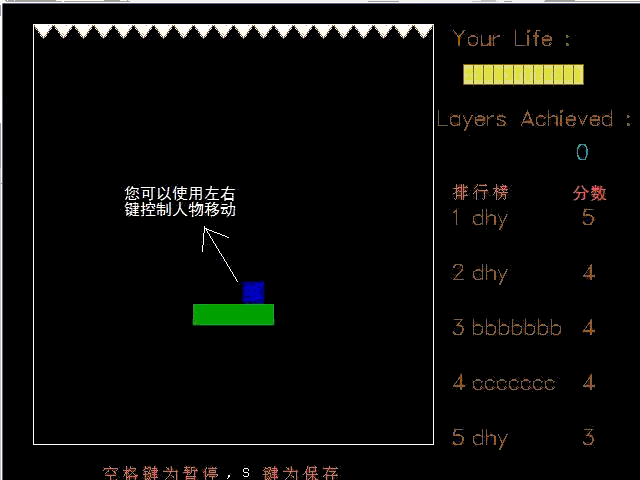 Your Life :
Layers Achieved :
0
您可以使用左右
键控制人物移动
排行榜 分数
1 dhy 5
2 dhy 4
3 bbbbbbb 4
4 ccccccc 4
5 dhy 3
空格键为暂停，s 键为保存